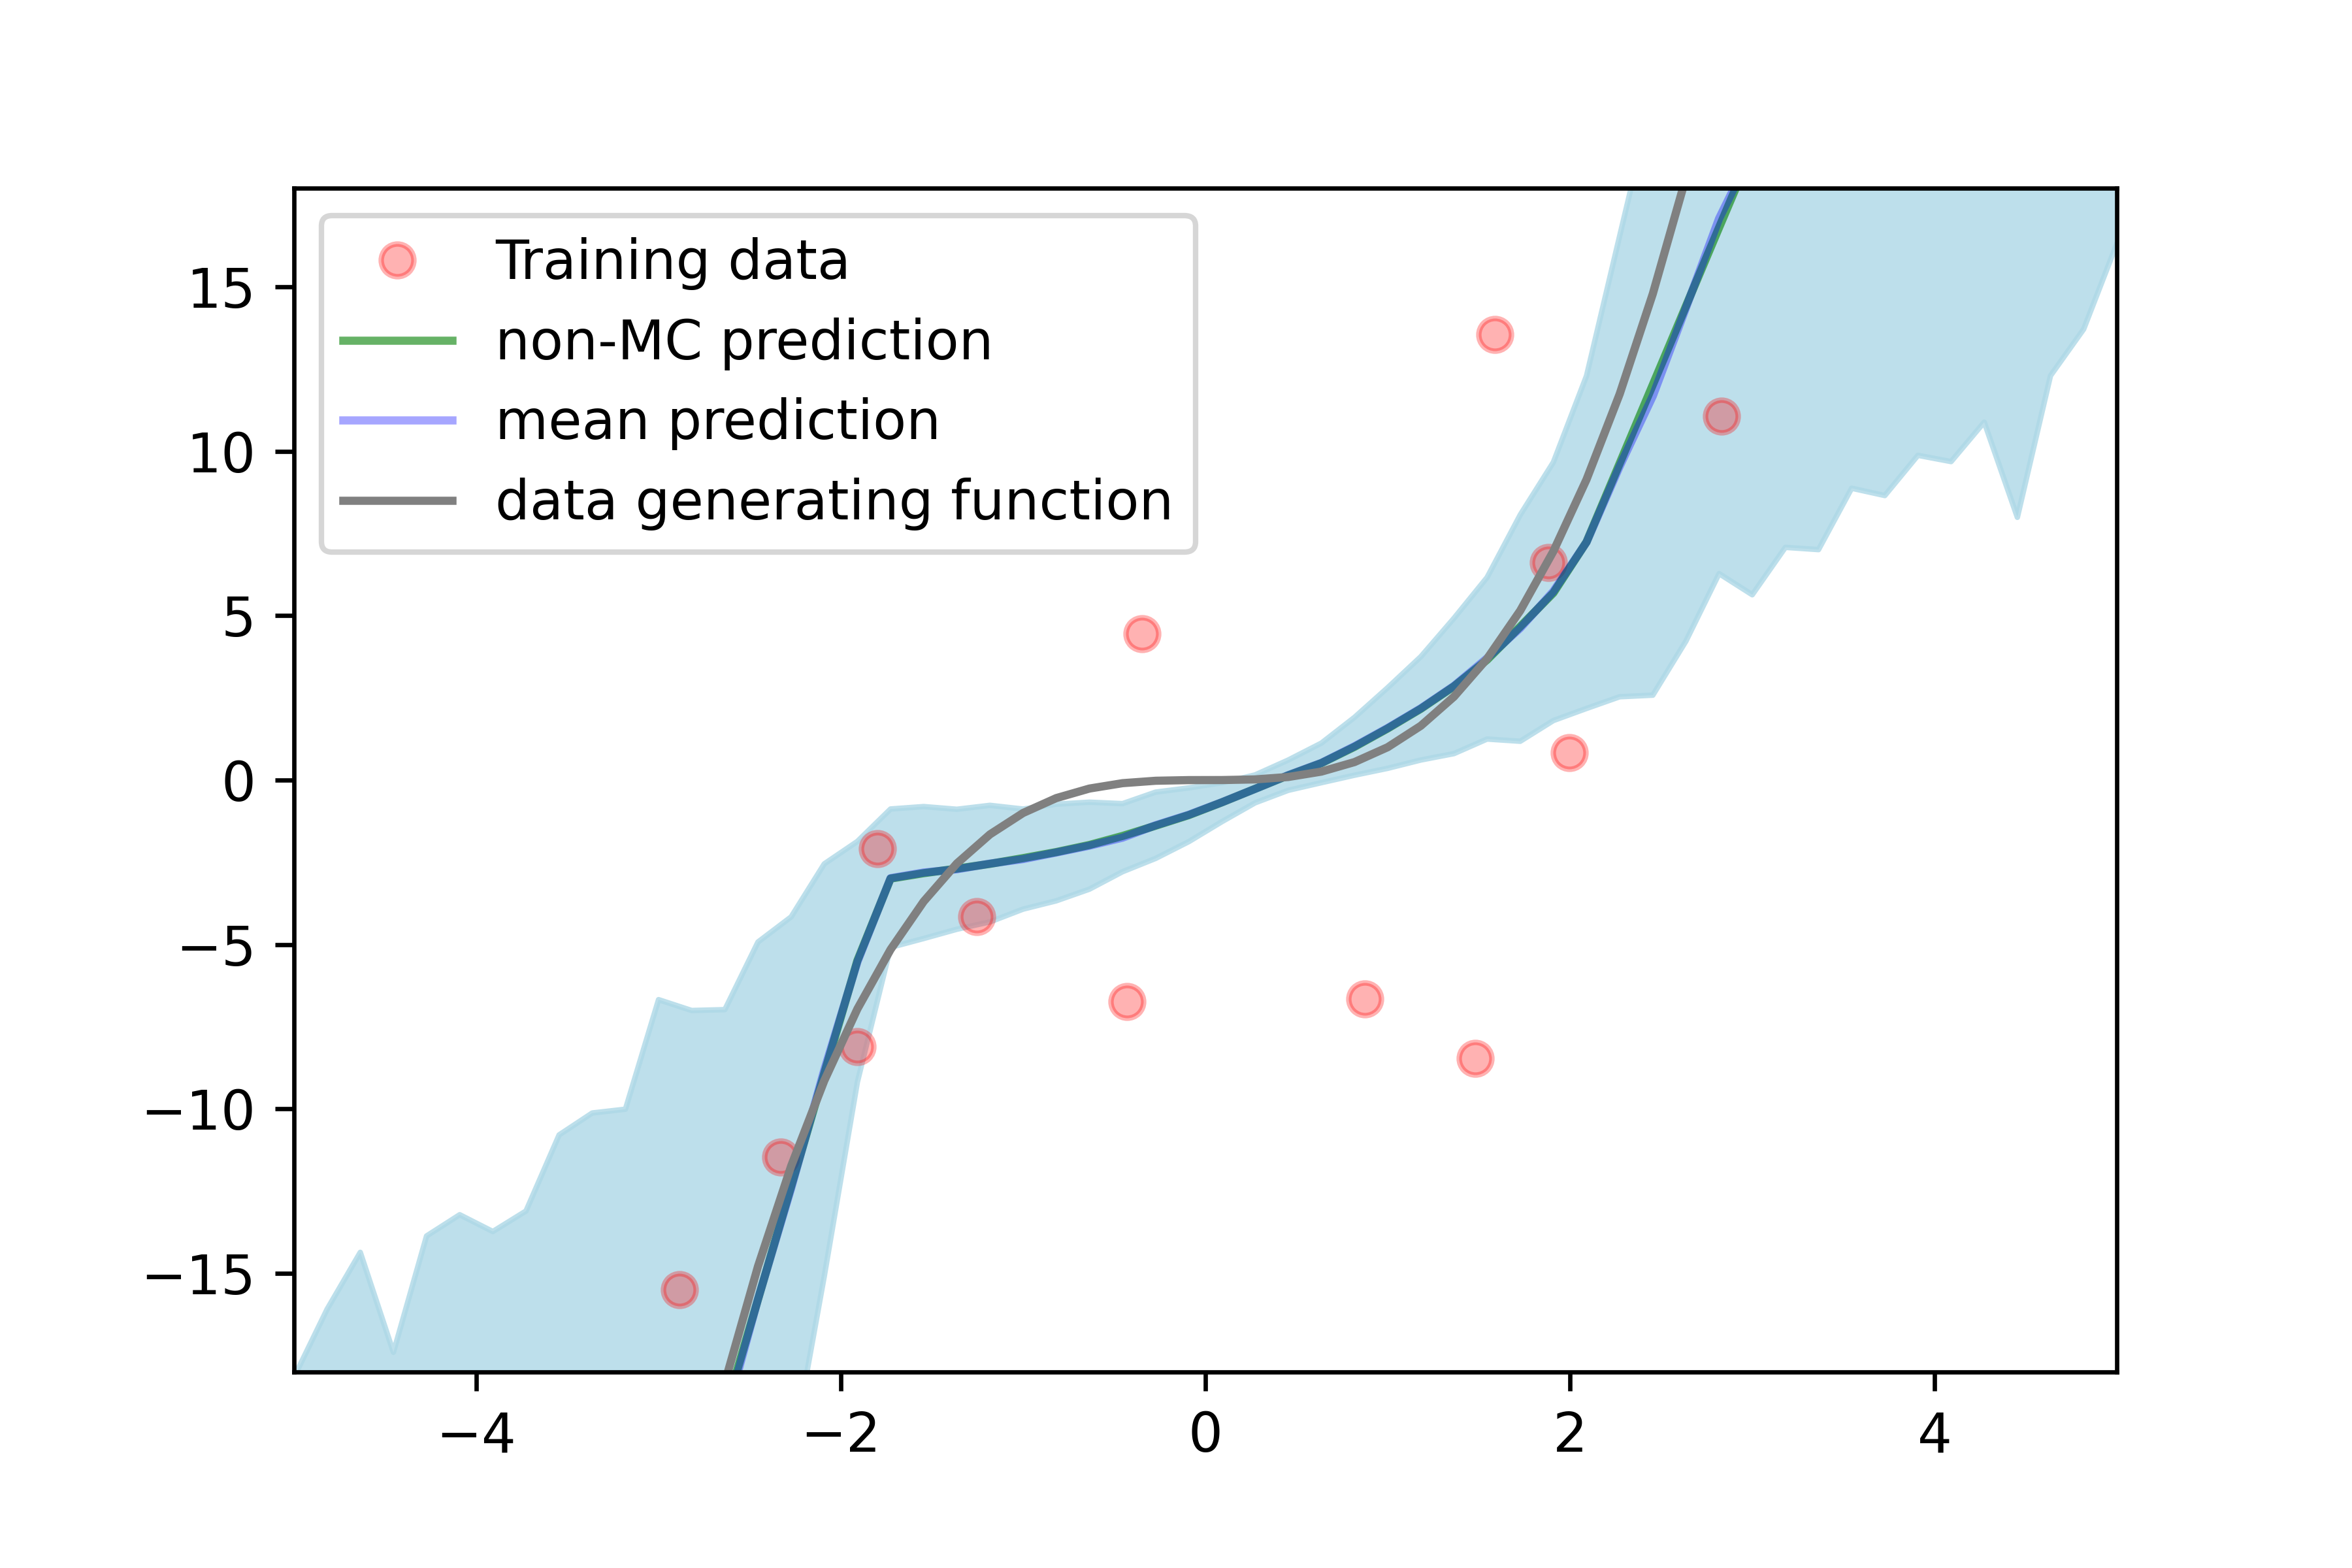 Training data
non-MC prediction
mean prediction
data generating function
15
10
5
0
−5
−10
−15
−4 −2 0 2 4